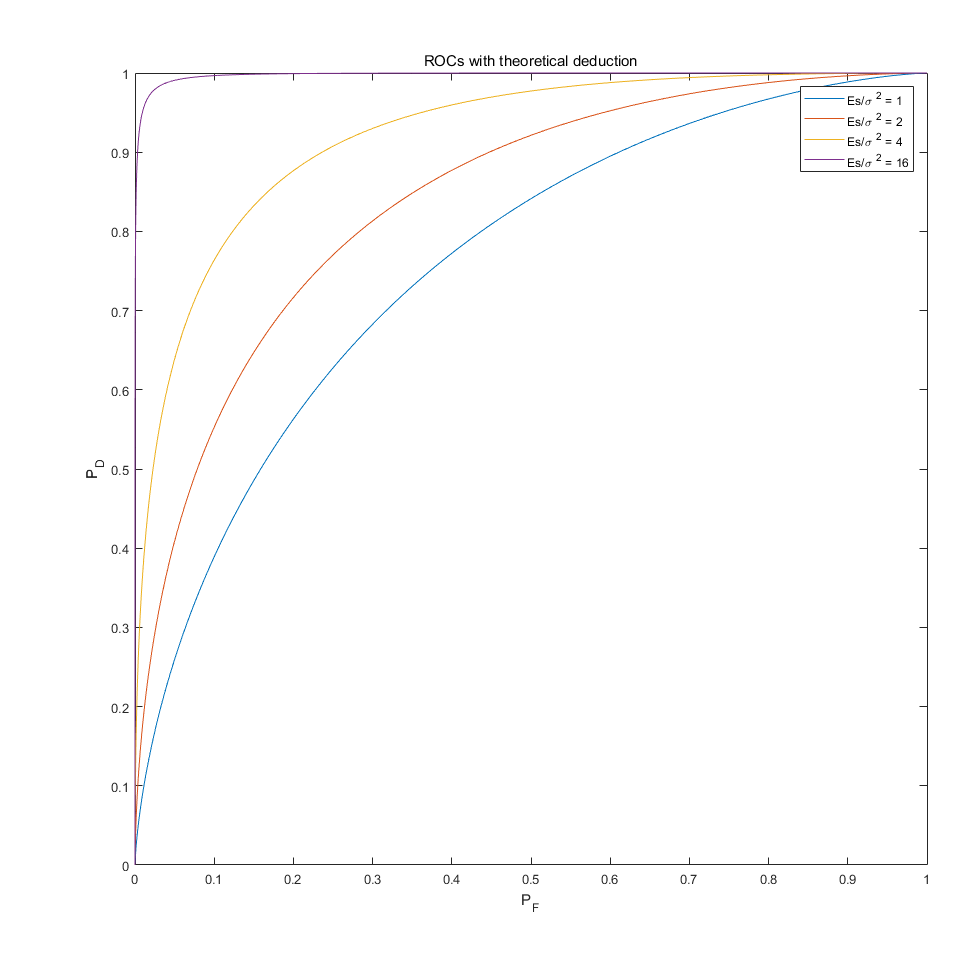 ROCs with theoretical deduction
1
0.9
0.8
0.7
0.6
0.5
0.4
0.3
0.2
0.1
0
P_D
Es/σ ² = 1
Es/σ ² = 2
Es/σ ² = 4
Es/σ ² = 16
0 0.1 0.2 0.3 0.4 0.5 0.6 0.7 0.8 0.9 1
P_F